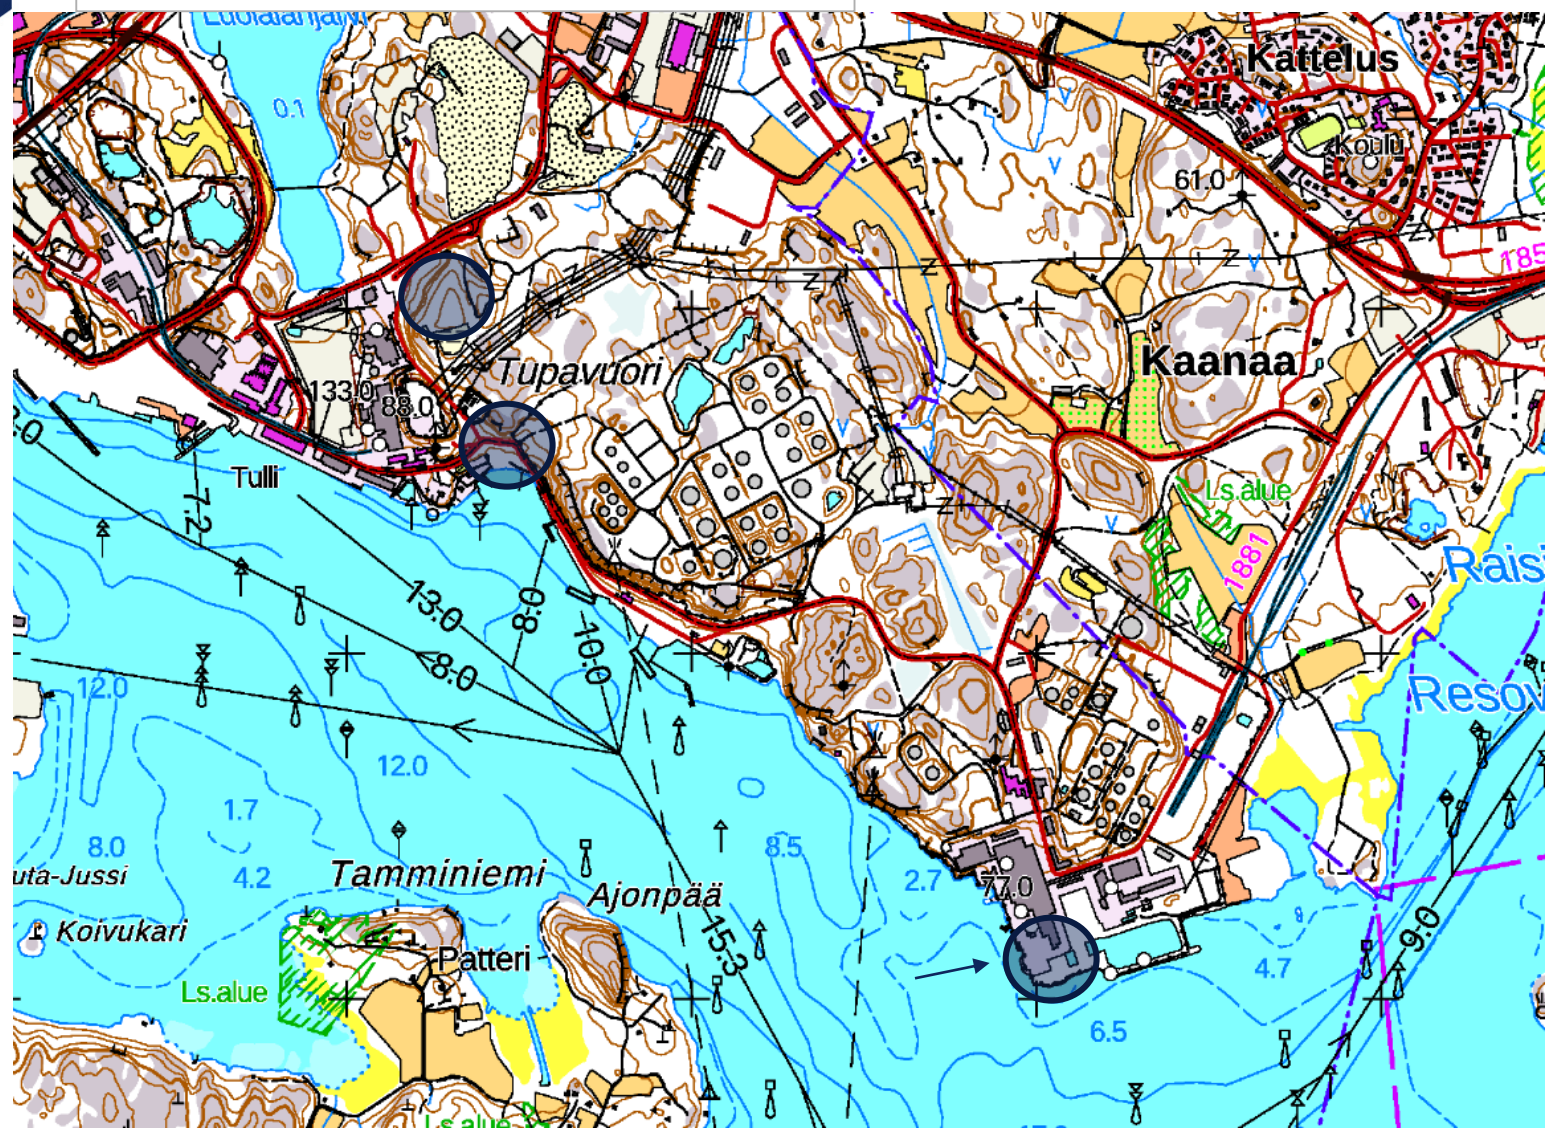 Luolalanjärvi
0.1
Kattelus
Koulu
61.0
185
Kaanaa
Tupavuori
133.0
88.0
Tulli
7.2
13.0
8.0
8.0
10.0
Ls.alue
1881
Rais
Reso
12.0
12.0
1.7
8.0
4.2
8.5
2.7
77.0
Tamminiemi
Ajonpää
uta-Jussi
Koivukari
Patteri
Ls.alue
15.3
9.0
4.7
6.5
Ls.alue